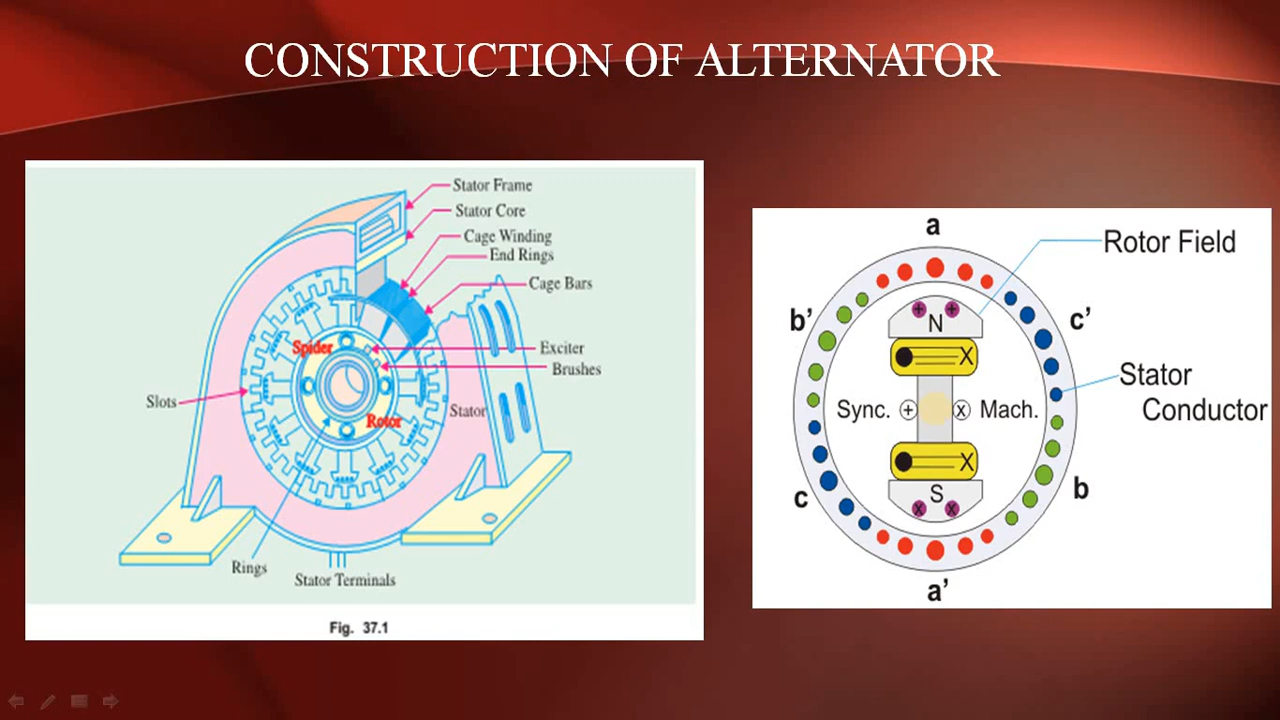 CONSTRUCTION OF ALTERNATOR
Stator Frame
Stator Core
Cage Winding
End Rings
Cage Bars
Spider
Exciter
Brushes
Slots
Stator
Rotor
Rings
Stator Terminals
Fig. 37.1
a
Rotor Field
b’
c’
+ +
N
X
Stator
Conductor
Sync. + x Mach.
X
S
c
b
x x
a’